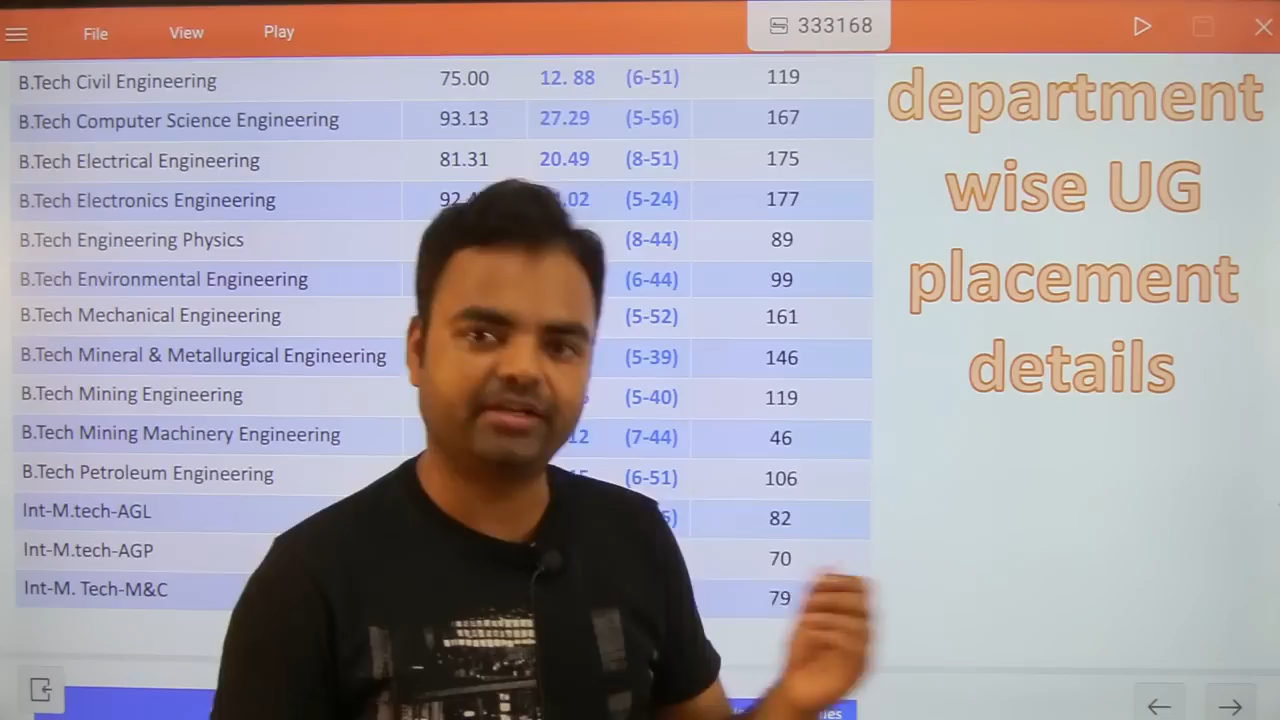 File View Play 333168
B.Tech Civil Engineering 75.00 12. 88 (6-51) 119
B.Tech Computer Science Engineering 93.13 27.29 (5-56) 167
B.Tech Electrical Engineering 81.31 20.49 (8-51) 175
B.Tech Electronics Engineering .02 (5-24) 177
B.Tech Engineering Physics (8-44) 89
B.Tech Environmental Engineering (6-44) 99
B.Tech Mechanical Engineering (5-52) 161
B.Tech Mineral & Metallurgical Engineering (5-39) 146
B.Tech Mining Engineering (5-40) 119
B.Tech Mining Machinery Engineering 12 (7-44) 46
B.Tech Petroleum Engineering (6-51) 106
Int-M.tech-AGL 82
Int-M.tech-AGP 70
Int-M. Tech-M&C 79
department
wise UG
placement
details